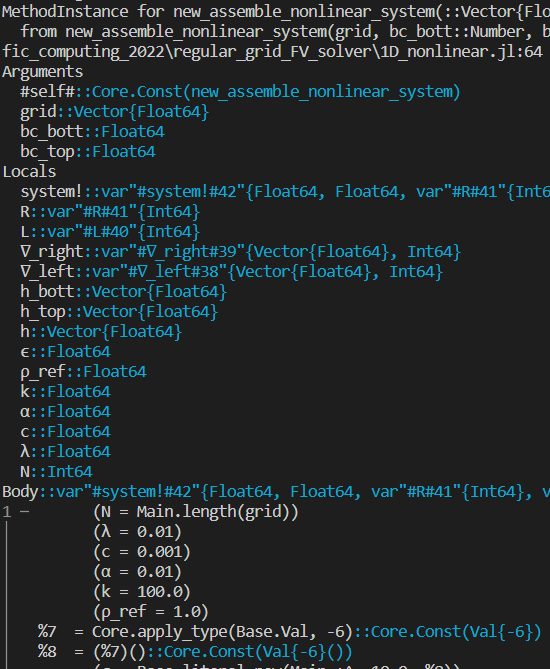 MethodInstance for new_assemble_nonlinear_system(::Vector{Flo
from new_assemble_nonlinear_system(grid, bc_bott::Number, b
fic_computing_2022\regular_grid_FV_solver\1D_nonlinear.jl:64
Arguments
#self#::Core.Const(new_assemble_nonlinear_system)
grid::Vector{Float64}
bc_bott::Float64
bc_top::Float64
Locals
system!::var"#system!#42"{Float64, Float64, var"#R#41"{Int6
R::var"#R#41"{Int64}
L::var"#L#40"{Int64}
∇_right::var"#∇_right#39"{Vector{Float64}, Int64}
∇_left::var"#∇_left#38"{Vector{Float64}, Int64}
h_bott::Vector{Float64}
h_top::Vector{Float64}
h::Vector{Float64}
ϵ::Float64
ρ_ref::Float64
k::Float64
α::Float64
c::Float64
λ::Float64
N::Int64
Body::var"#system!#42"{Float64, Float64, var"#R#41"{Int64}, v
1 ─ (N = Main.length(grid))
│ (λ = 0.01)
│ (c = 0.001)
│ (α = 0.01)
│ (k = 100.0)
│ (ρ_ref = 1.0)
│ %7 = Core.apply_type(Base.Val, -6)::Core.Const(Val{-6})
│ %8 = (%7)()::Core.Const(Val{-6}())